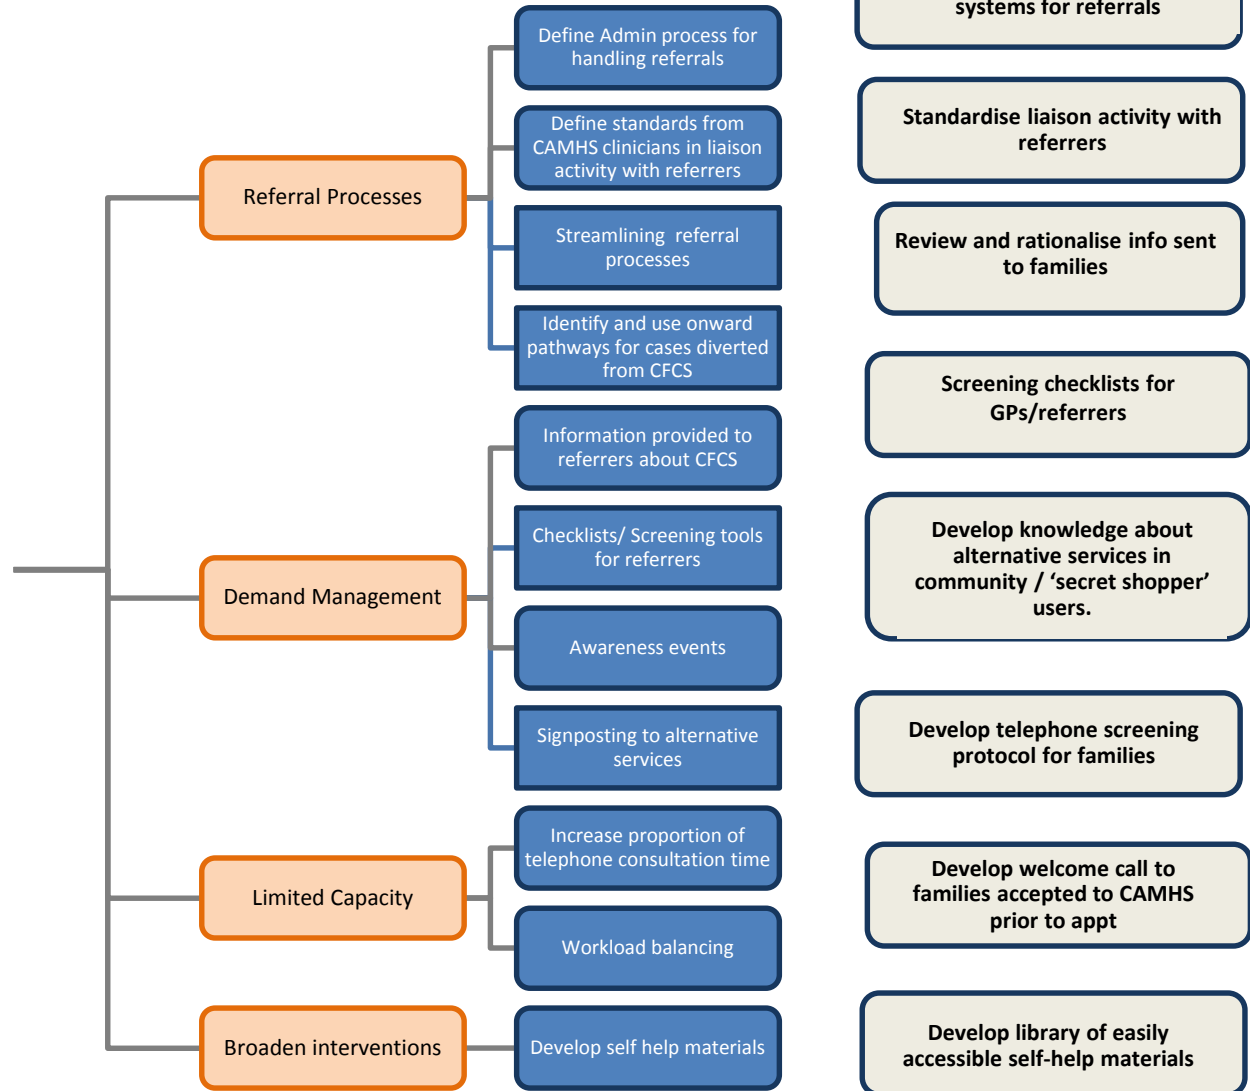 systems for referrals
Define Admin process for
handling referrals
Standardise liaison activity with
referrers
Define standards from
CAMHS clinicians in liaison
activity with referrers
Referral Processes
Review and rationalise info sent
to families
Streamlining referral
processes
Identify and use onward
pathways for cases diverted
from CFCS
Screening checklists for
GPs/referrers
Information provided to
referrers about CFCS
Checklists/ Screening tools
for referrers
Develop knowledge about
alternative services in
community / ‘secret shopper’
users.
Demand Management
Awareness events
Signposting to alternative
services
Develop telephone screening
protocol for families
Increase proportion of
telephone consultation time
Limited Capacity
Develop welcome call to
families accepted to CAMHS
prior to appt
Workload balancing
Broaden interventions
Develop self help materials
Develop library of easily
accessible self-help materials